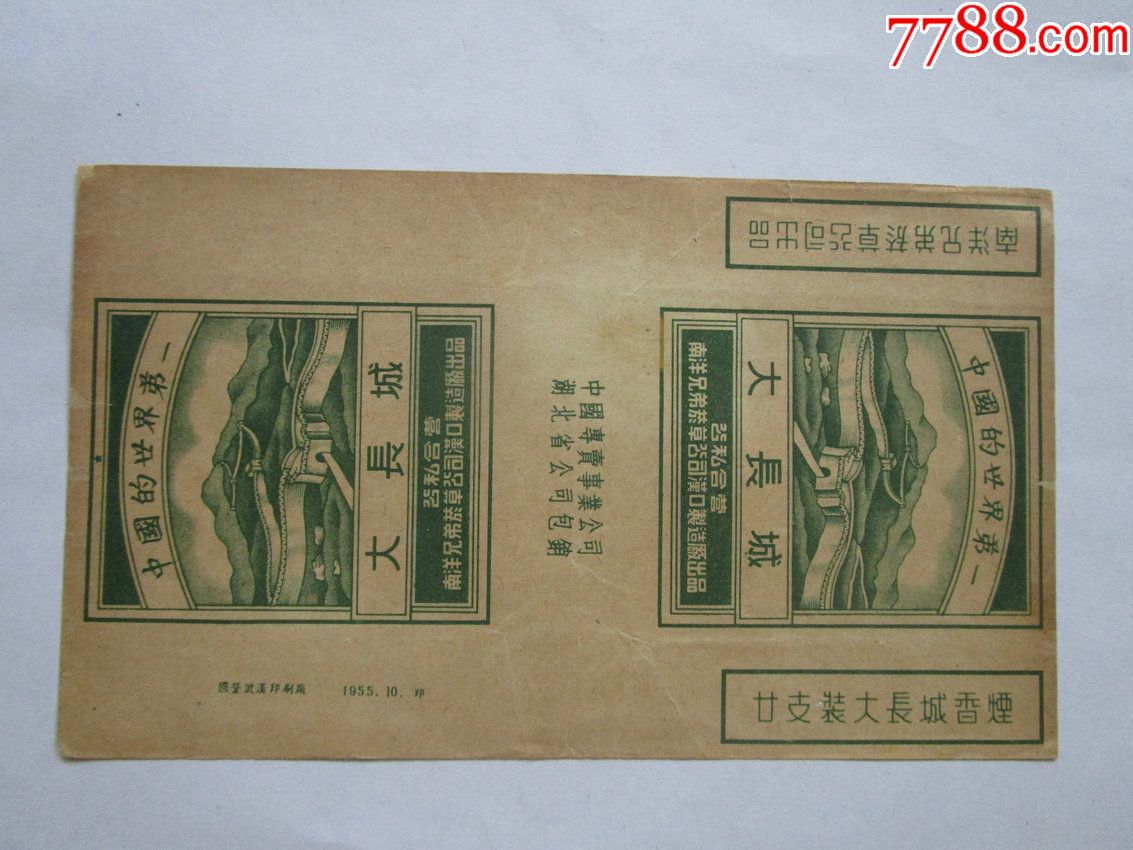 7788.com
南洋兄弟菸草公司出品
中國的世界第一
大長城
公私合營
南洋兄弟菸草公司漢口製造廠出品
中國專賣事業公司
湖北省公司包銷
中國的世界第一
大長城
公私合營
南洋兄弟菸草公司漢口製造廠出品
國營武漢印刷廠 1955.10. 印
廿支裝大長城香煙